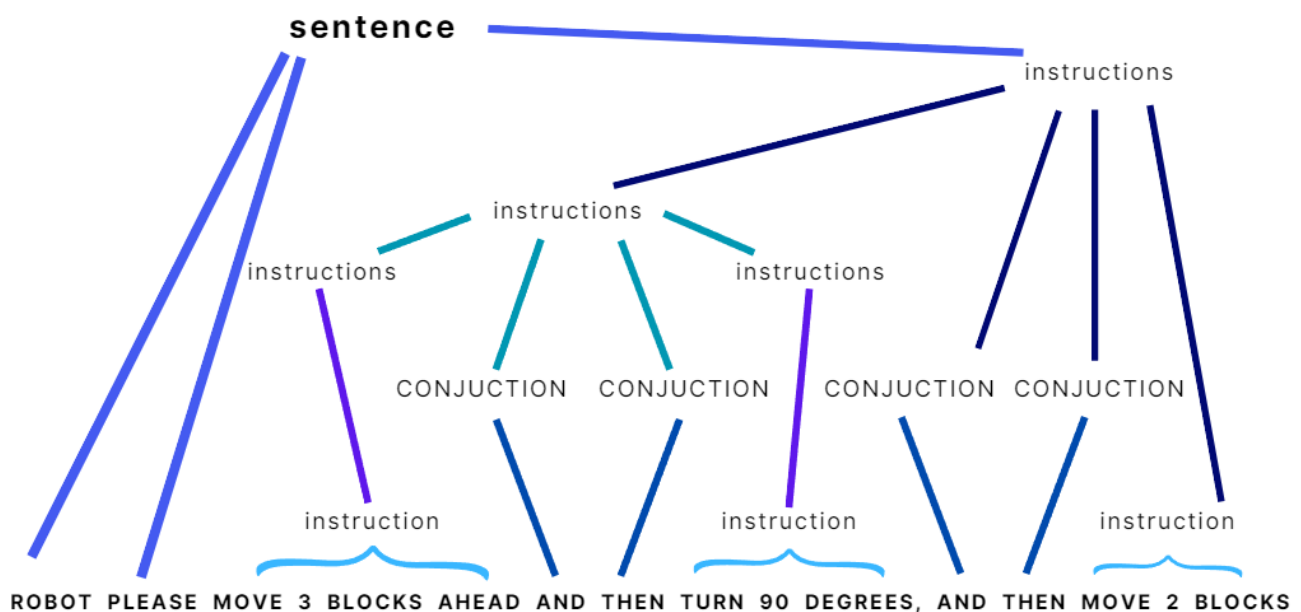 sentence
instructions
instructions
instructions instructions
CONJUCTION CONJUCTION CONJUCTION CONJUCTION
instruction instruction instruction
ROBOT PLEASE MOVE 3 BLOCKS AHEAD AND THEN TURN 90 DEGREES, AND THEN MOVE 2 BLOCKS